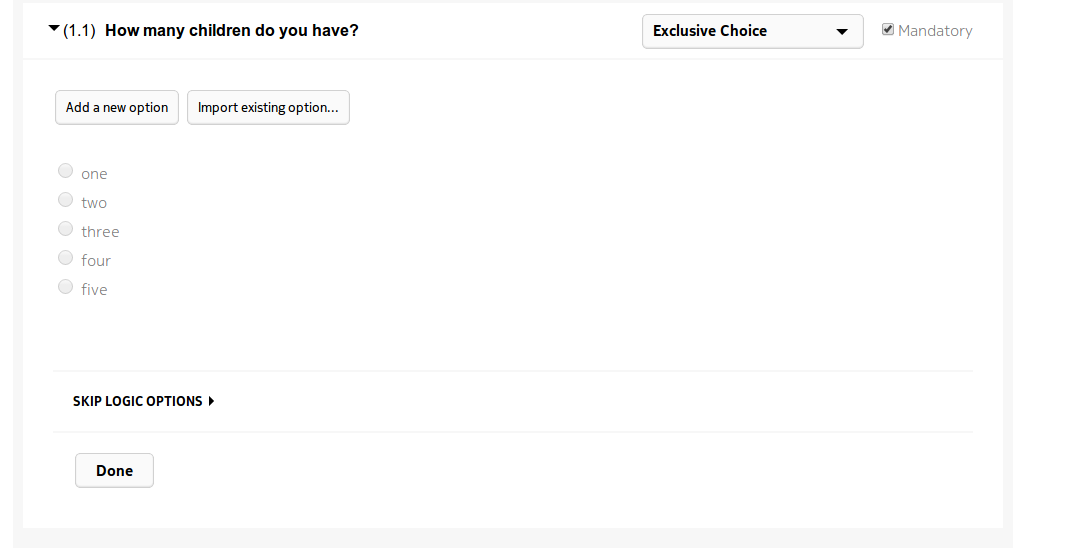 (1.1) How many children do you have?
Exclusive Choice
Mandatory
Add a new option
Import existing option...
one
two
three
four
five
SKIP LOGIC OPTIONS
Done